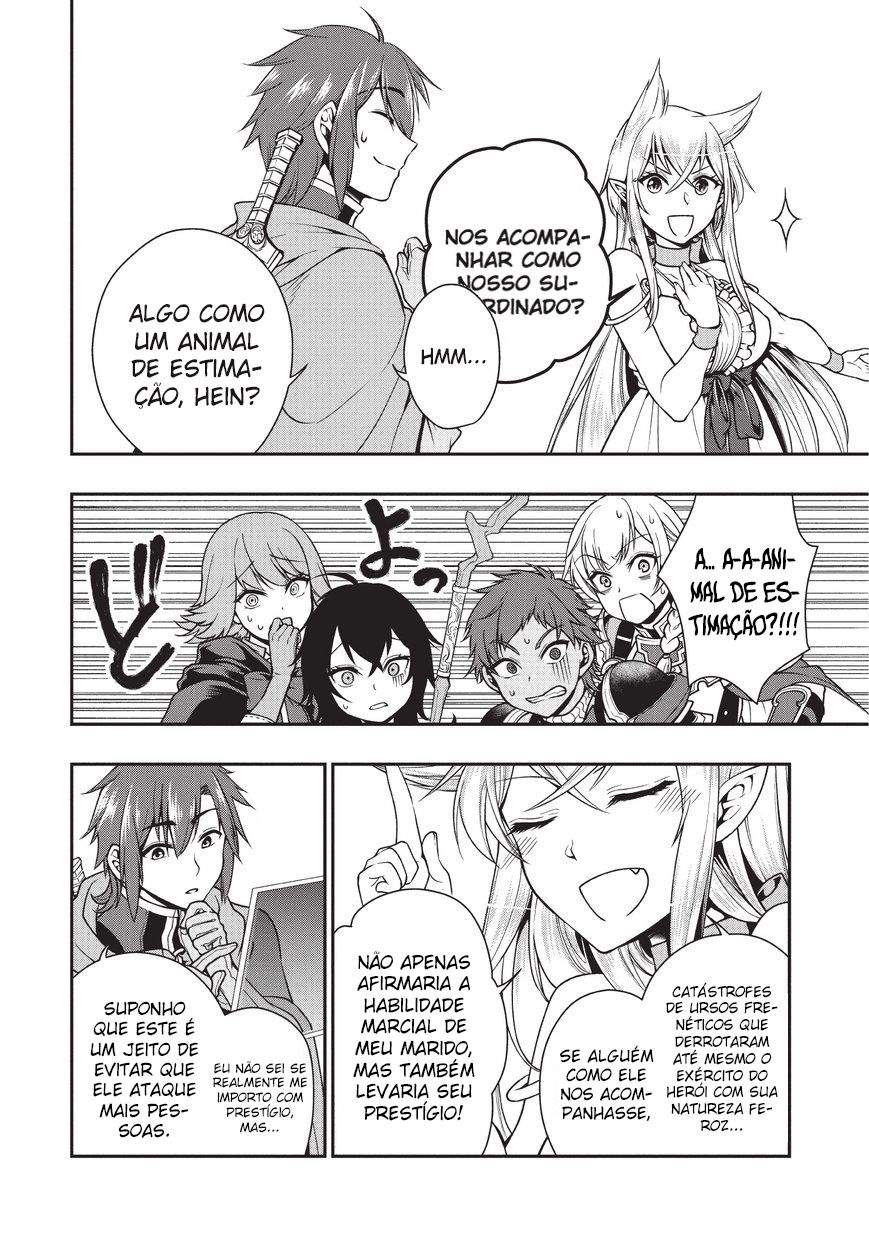 NOS ACOMPA-
NHAR COMO
NOSSO SU-
RDINADO?
HMM...
ALGO COMO
UM ANIMAL
DE ESTIMA-
ÇÃO, HEIN?
A... A-A-ANI-
MAL DE ES-
TIMAÇÃO?!!!
よっ
ど
CATÁSTROFES
DE URSOS FRE-
NÉTICOS QUE
DERROTARAM
ATÉ MESMO O
EXÉRCITO DO
HERÓI COM SUA
NATUREZA FE-
ROZ...
SE ALGUÉM
COMO ELE
NOS ACOM-
PANHASSE,
NÃO APENAS
AFIRMARIA A
HABILIDADE
MARCIAL DE
MEU MARIDO,
MAS TAMBÉM
LEVARIA SEU
PRESTÍGIO!
EU NÃO SEI SE
REALMENTE ME
IMPORTO COM
PRESTÍGIO,
MAS...
SUPONHO
QUE ESTE É
UM JEITO DE
EVITAR QUE
ELE ATAQUE
MAIS PES-
SOAS.